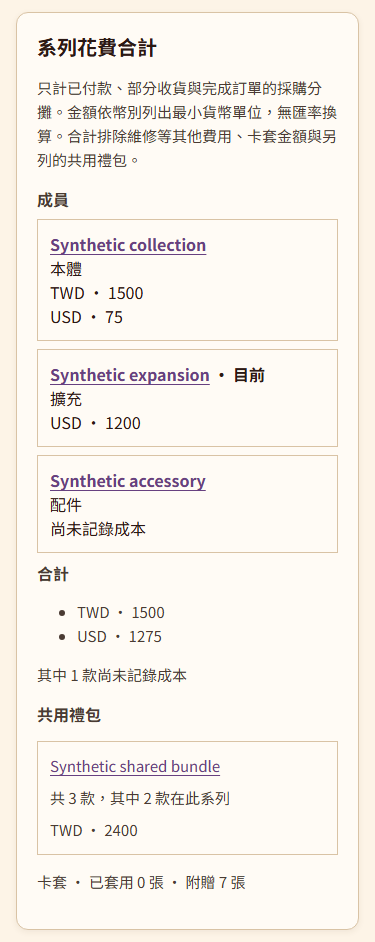 系列花費合計
只計已付款、部分收貨與完成訂單的採購分
攤。金額依幣別列出最小貨幣單位，無匯率換
算。合計排除維修等其他費用、卡套金額與另
列的共用禮包。
成員
Synthetic collection
本體
TWD • 1500
USD • 75
Synthetic expansion • 目前
擴充
USD • 1200
Synthetic accessory
配件
尚未記錄成本
合計
• TWD • 1500
• USD • 1275
其中 1 款尚未記錄成本
共用禮包
Synthetic shared bundle
共 3 款，其中 2 款在此系列
TWD • 2400
卡套 • 已套用 0 張 • 附贈 7 張